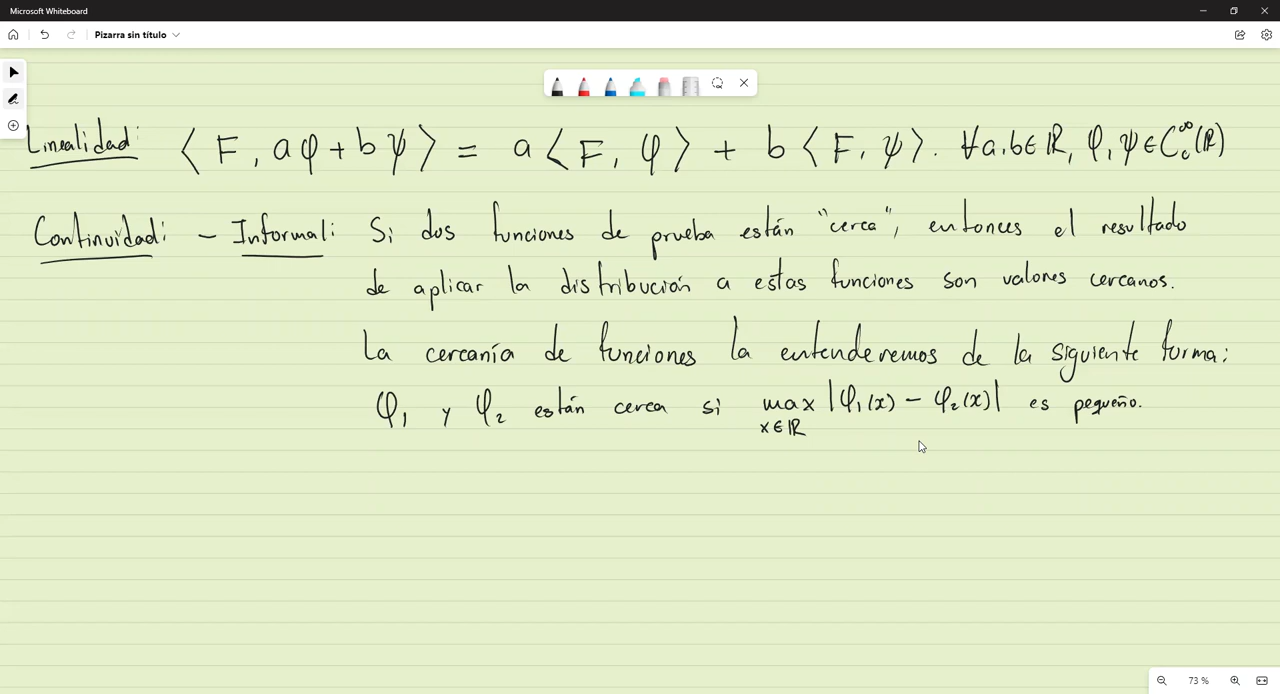 Microsoft Whiteboard
Pizarra sin título
Linealidad: ⟨F, aφ + bψ⟩ = a⟨F, φ⟩ + b⟨F, ψ⟩. ∀a,b∈ℝ, φ,ψ∈C_c^∞(ℝ)
Continuidad: - Informal: Si dos funciones de prueba están "cerca", entonces el resultado
de aplicar la distribución a estas funciones son valores cercanos.
La cercanía de funciones la entenderemos de la siguiente forma:
φ₁ y φ₂ están cerca si max |φ₁(x) - φ₂(x)| es pequeño.
x∈ℝ
73 %